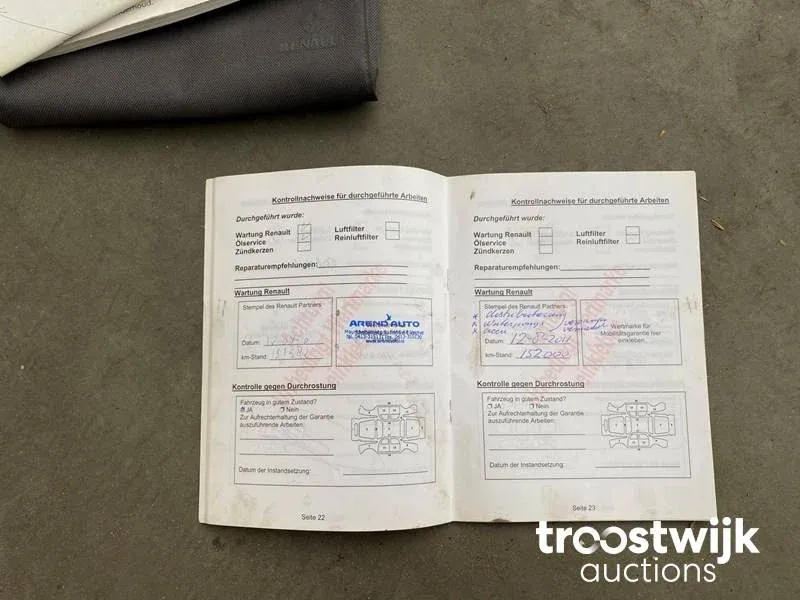 RENAULT
Kontrollnachweise für durchgeführte Arbeiten
Durchgeführt wurde:
Wartung Renault
Luftfilter
Ölservice
Reinluftfilter
Zündkerzen
Reparaturempfehlungen:
Wartung Renault
Stempel des Renault Partners:
AREND AUTO
Datum:
km-Stand:
Kontrolle gegen Durchrostung
Fahrzeug in gutem Zustand?
JA Nein
Zur Aufrechterhaltung der Garantie
auszuführende Arbeiten:
Datum der Instandsetzung:
Seite 22
Kontrollnachweise für durchgeführte Arbeiten
Durchgeführt wurde:
Wartung Renault
Luftfilter
Ölservice
Reinluftfilter
Zündkerzen
Reparaturempfehlungen:
Wartung Renault
Stempel des Renault Partners:
Wertmarke für
Mobilitätsgarantie hier
einkleben.
Datum: 12-8-2011
km-Stand: 152000
Kontrolle gegen Durchrostung
Fahrzeug in gutem Zustand?
JA Nein
Zur Aufrechterhaltung der Garantie
auszuführende Arbeiten:
Datum der Instandsetzung:
Seite 23
troostwijk
auctions